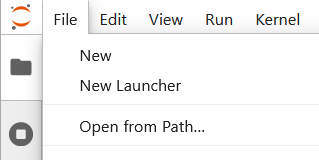 File Edit View Run Kernel
New
New Launcher
Open from Path...